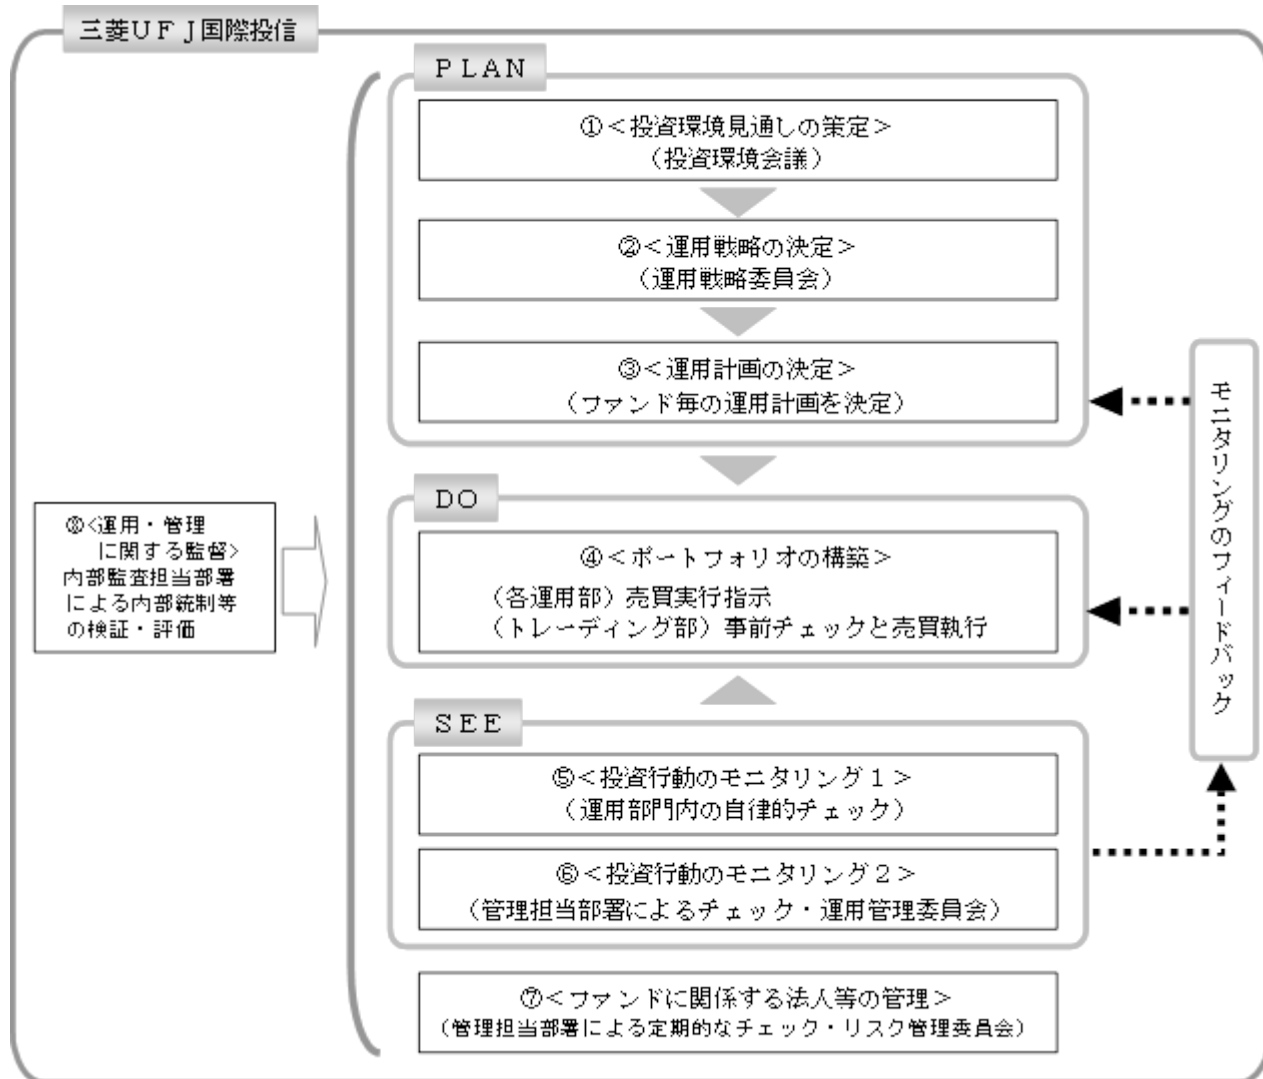 三菱UFJ国際投信
PLAN
①<投資環境見通しの策定>
(投資環境会議)
②<運用戦略の決定>
(運用戦略委員会)
③<運用計画の決定>
(ファンド毎の運用計画を決定)
DO
④<ポートフォリオの構築>
(各運用部)売買実行指示
(トレーディング部)事前チェックと売買執行
SEE
⑤<投資行動のモニタリング1>
(運用部門内の自律的チェック)
⑥<投資行動のモニタリング2>
(管理担当部署によるチェック・運用管理委員会)
⑦<ファンドに関係する法人等の管理>
(管理担当部署による定期的なチェック・リスク管理委員会)
⑧<運用・管理
に関する監督>
内部監査担当部署
による内部統制等
の検証・評価
モニタリングのフィードバック